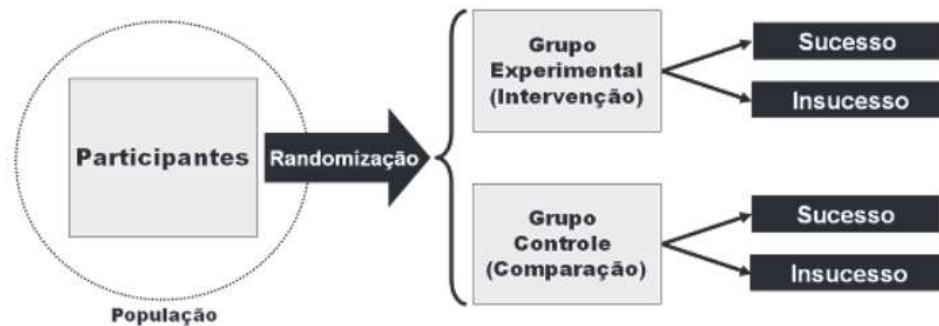 Participantes
População
Randomização
Grupo
Experimental
(Intervenção)
Sucesso
Insucesso
Grupo
Controle
(Comparação)
Sucesso
Insucesso